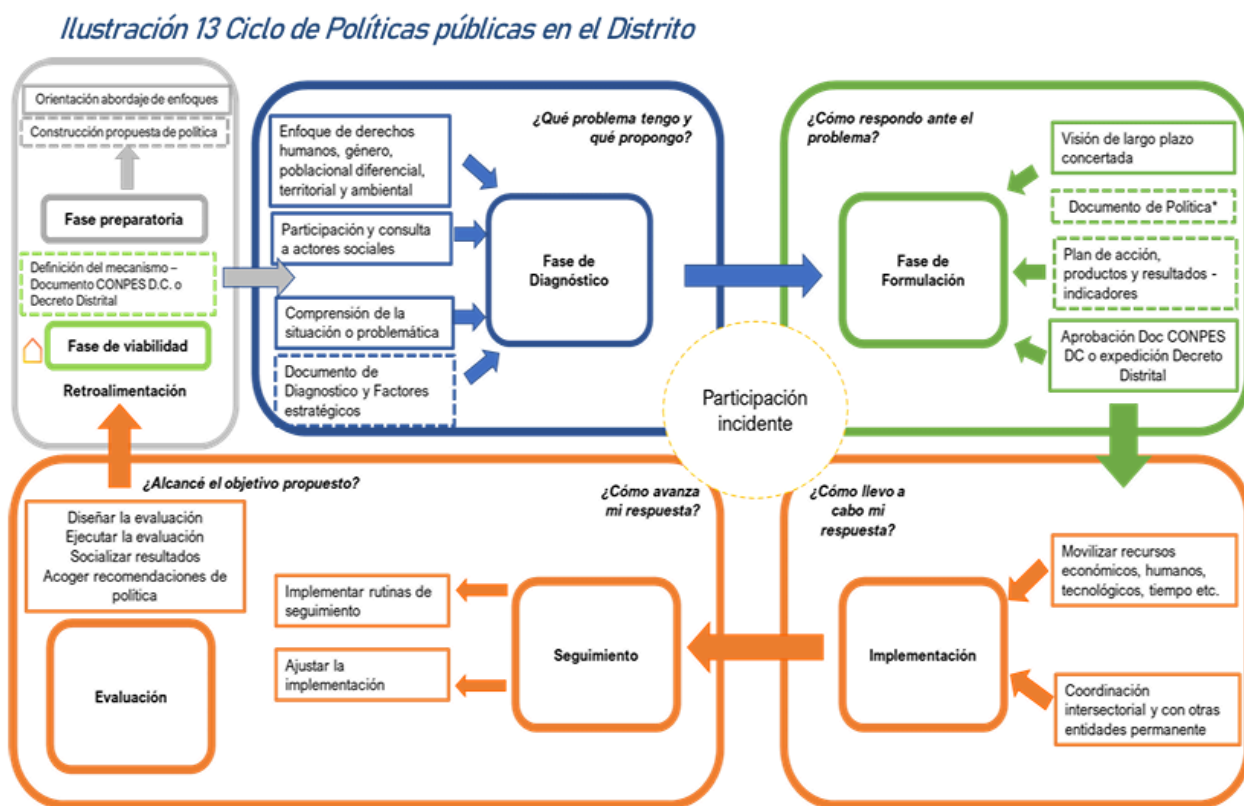 Ilustración 13 Ciclo de Políticas públicas en el Distrito
Orientación abordaje de enfoques
Construcción propuesta de política
Fase preparatoria
Definición del mecanismo –
Documento CONPES D.C. o
Decreto Distrital
Fase de viabilidad
Retroalimentación
¿Qué problema tengo y
qué propongo?
Enfoque de derechos
humanos, género,
poblacional diferencial,
territorial y ambiental
Participación y consulta
a actores sociales
Comprensión de la
situación o problemática
Documento de
Diagnostico y Factores
estratégicos
Fase de
Diagnóstico
¿Cómo respondo ante el
problema?
Fase de
Formulación
Visión de largo plazo
concertada
Documento de Política*
Plan de acción,
productos y resultados -
indicadores
Aprobación Doc CONPES
DC o expedición Decreto
Distrital
Participación
incidente
¿Alcancé el objetivo propuesto?
Diseñar la evaluación
Ejecutar la evaluación
Socializar resultados
Acoger recomendaciones de
política
Evaluación
¿Cómo avanza
mi respuesta?
Implementar rutinas de
seguimiento
Ajustar la
implementación
Seguimiento
¿Cómo llevo a
cabo mi
respuesta?
Implementación
Movilizar recursos
económicos, humanos,
tecnológicos, tiempo etc.
Coordinación
intersectorial y con otras
entidades permanente